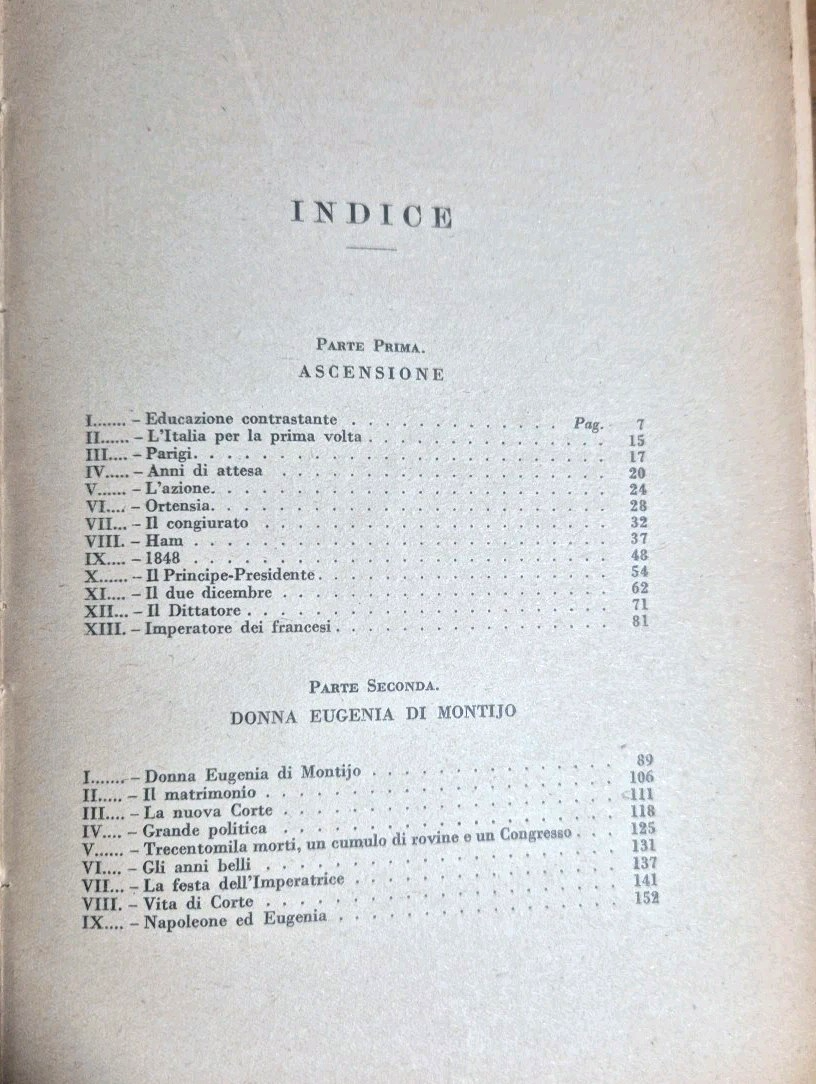 INDICE
PARTE PRIMA.
ASCENSIONE
I....... – Educazione contrastante . . . . . . . . . . . . . Pag. 7
II...... – L'Italia per la prima volta . . . . . . . . . . . . . . . 15
III.... – Parigi. . . . . . . . . . . . . . . . . . . . 17
IV..... – Anni di attesa . . . . . . . . . . . . . . . . . 20
V...... – L'azione. . . . . . . . . . . . . . . . . . . 24
VI.... – Ortensia. . . . . . . . . . . . . . . . . . . 28
VII... – Il congiurato . . . . . . . . . . . . . . . . . 32
VIII. – Ham . . . . . . . . . . . . . . . . . . . . 37
IX.... – 1848 . . . . . . . . . . . . . . . . . . . . 48
X....... – Il Principe-Presidente. . . . . . . . . . . . . . . 54
XI.... – Il due dicembre . . . . . . . . . . . . . . . . 62
XII... – Il Dittatore . . . . . . . . . . . . . . . . . 71
XIII. – Imperatore dei francesi . . . . . . . . . . . . . . 81
PARTE SECONDA.
DONNA EUGENIA DI MONTIJO
I....... – Donna Eugenia di Montijo . . . . . . . . . . . . 89
II..... – Il matrimonio . . . . . . . . . . . . . . . . . 106
III.... – La nuova Corte . . . . . . . . . . . . . . . . 111
IV.... – Grande politica . . . . . . . . . . . . . . . . 118
V...... – Trecentomila morti, un cumulo di rovine e un Congresso . . . 125
VI.... – Gli anni belli . . . . . . . . . . . . . . . . . 131
VII... – La festa dell'Imperatrice . . . . . . . . . . . . . 137
VIII. – Vita di Corte . . . . . . . . . . . . . . . . . 141
IX.... – Napoleone ed Eugenia . . . . . . . . . . . . . . 152